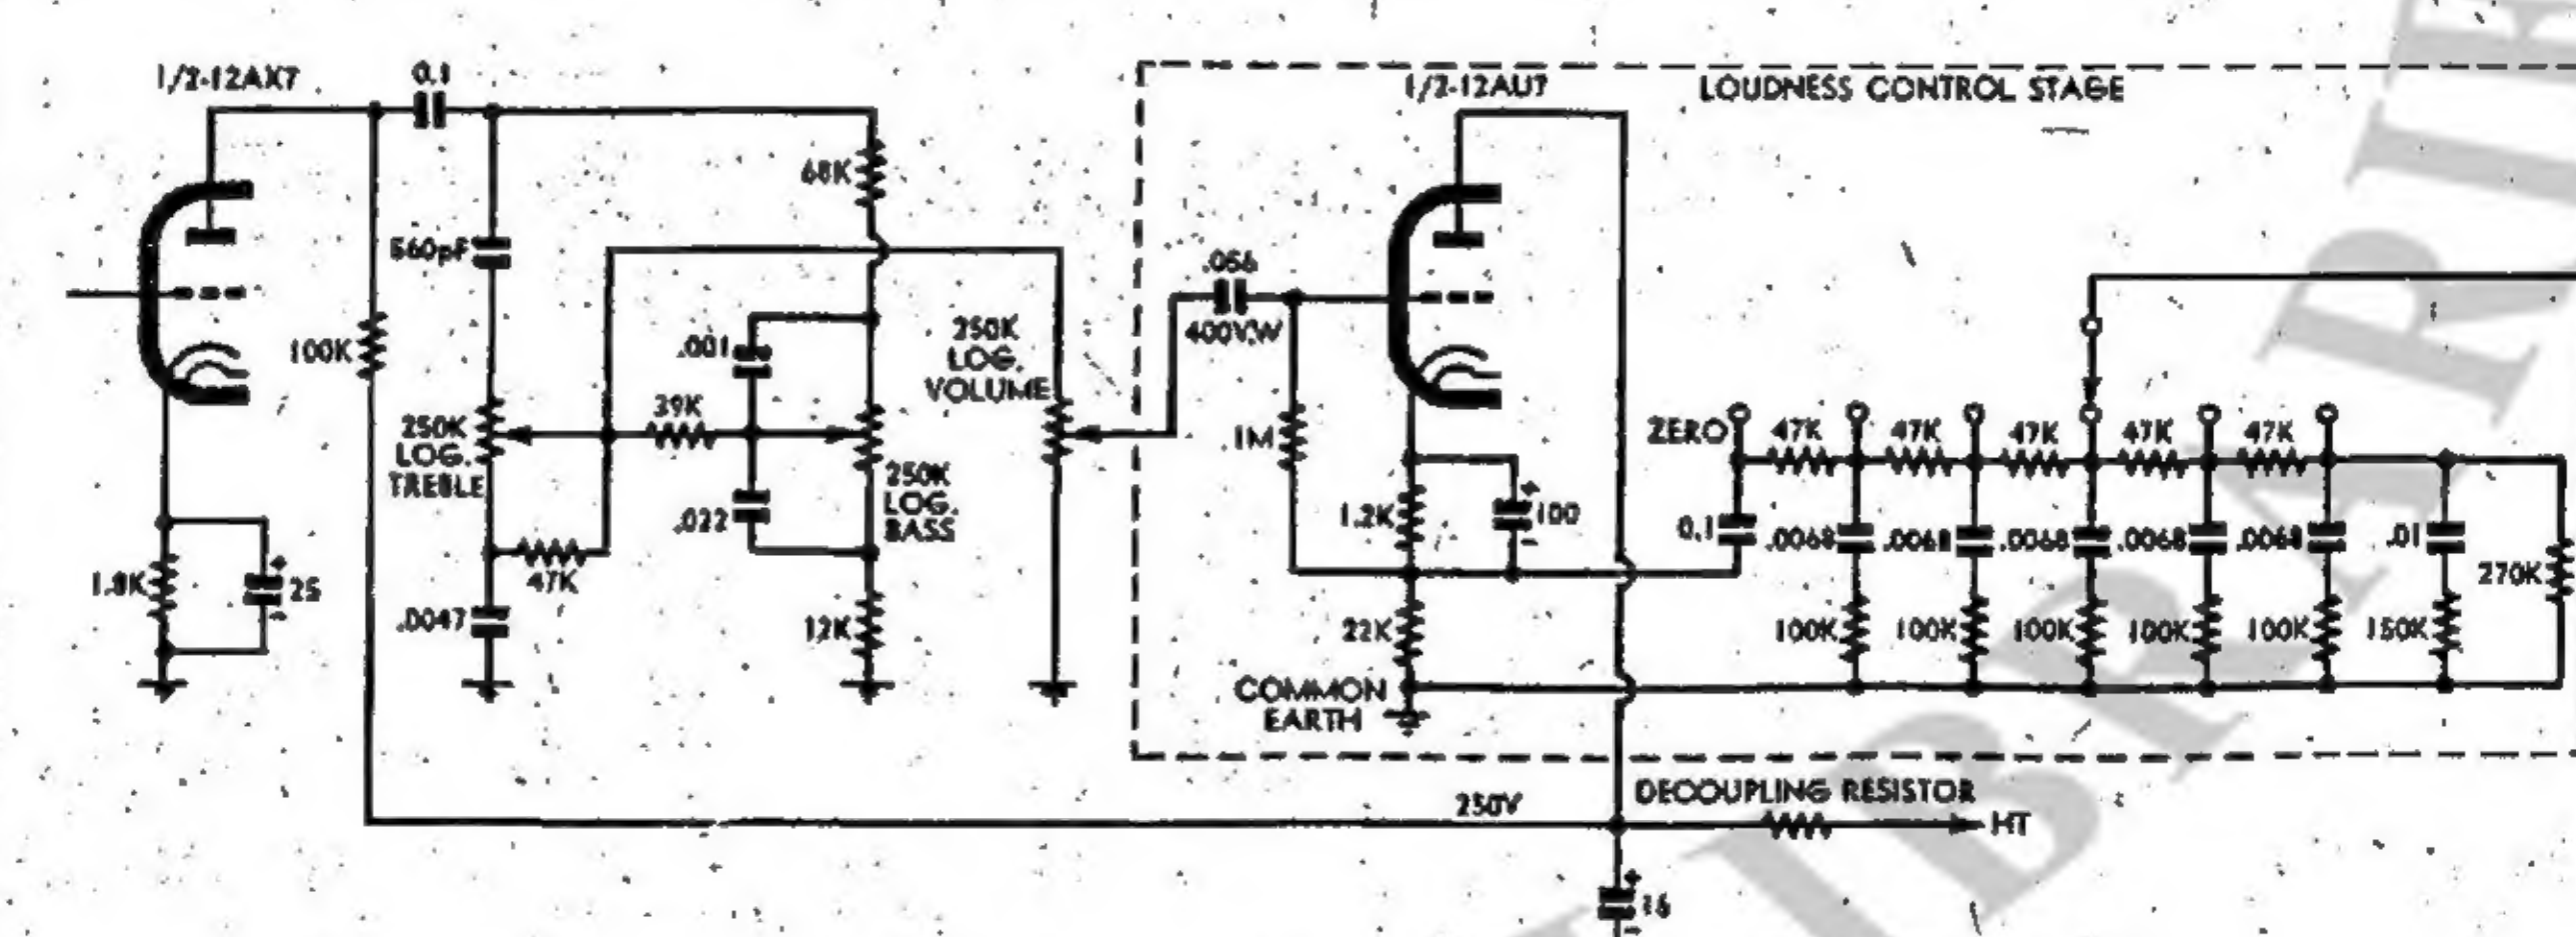 1/2-12AX7
0.1
1/2-12AU7
LOUDNESS CONTROL STAGE
68K
560pF
.056
400V.W
100K
.001
250K
LOG.
VOLUME
250K
LOG.
TREBLE
39K
1M
ZERO
47K
47K
47K
47K
47K
250K
LOG.
BASS
.022
1.2K
+
100
-
0.1
.0068
.0068
.0068
.0068
.0068
.01
270K
1.8K
+
25
-
47K
.0047
12K
22K
100K
100K
100K
100K
100K
150K
COMMON
EARTH
250V
DECOUPLING RESISTOR
HT
+
16
-